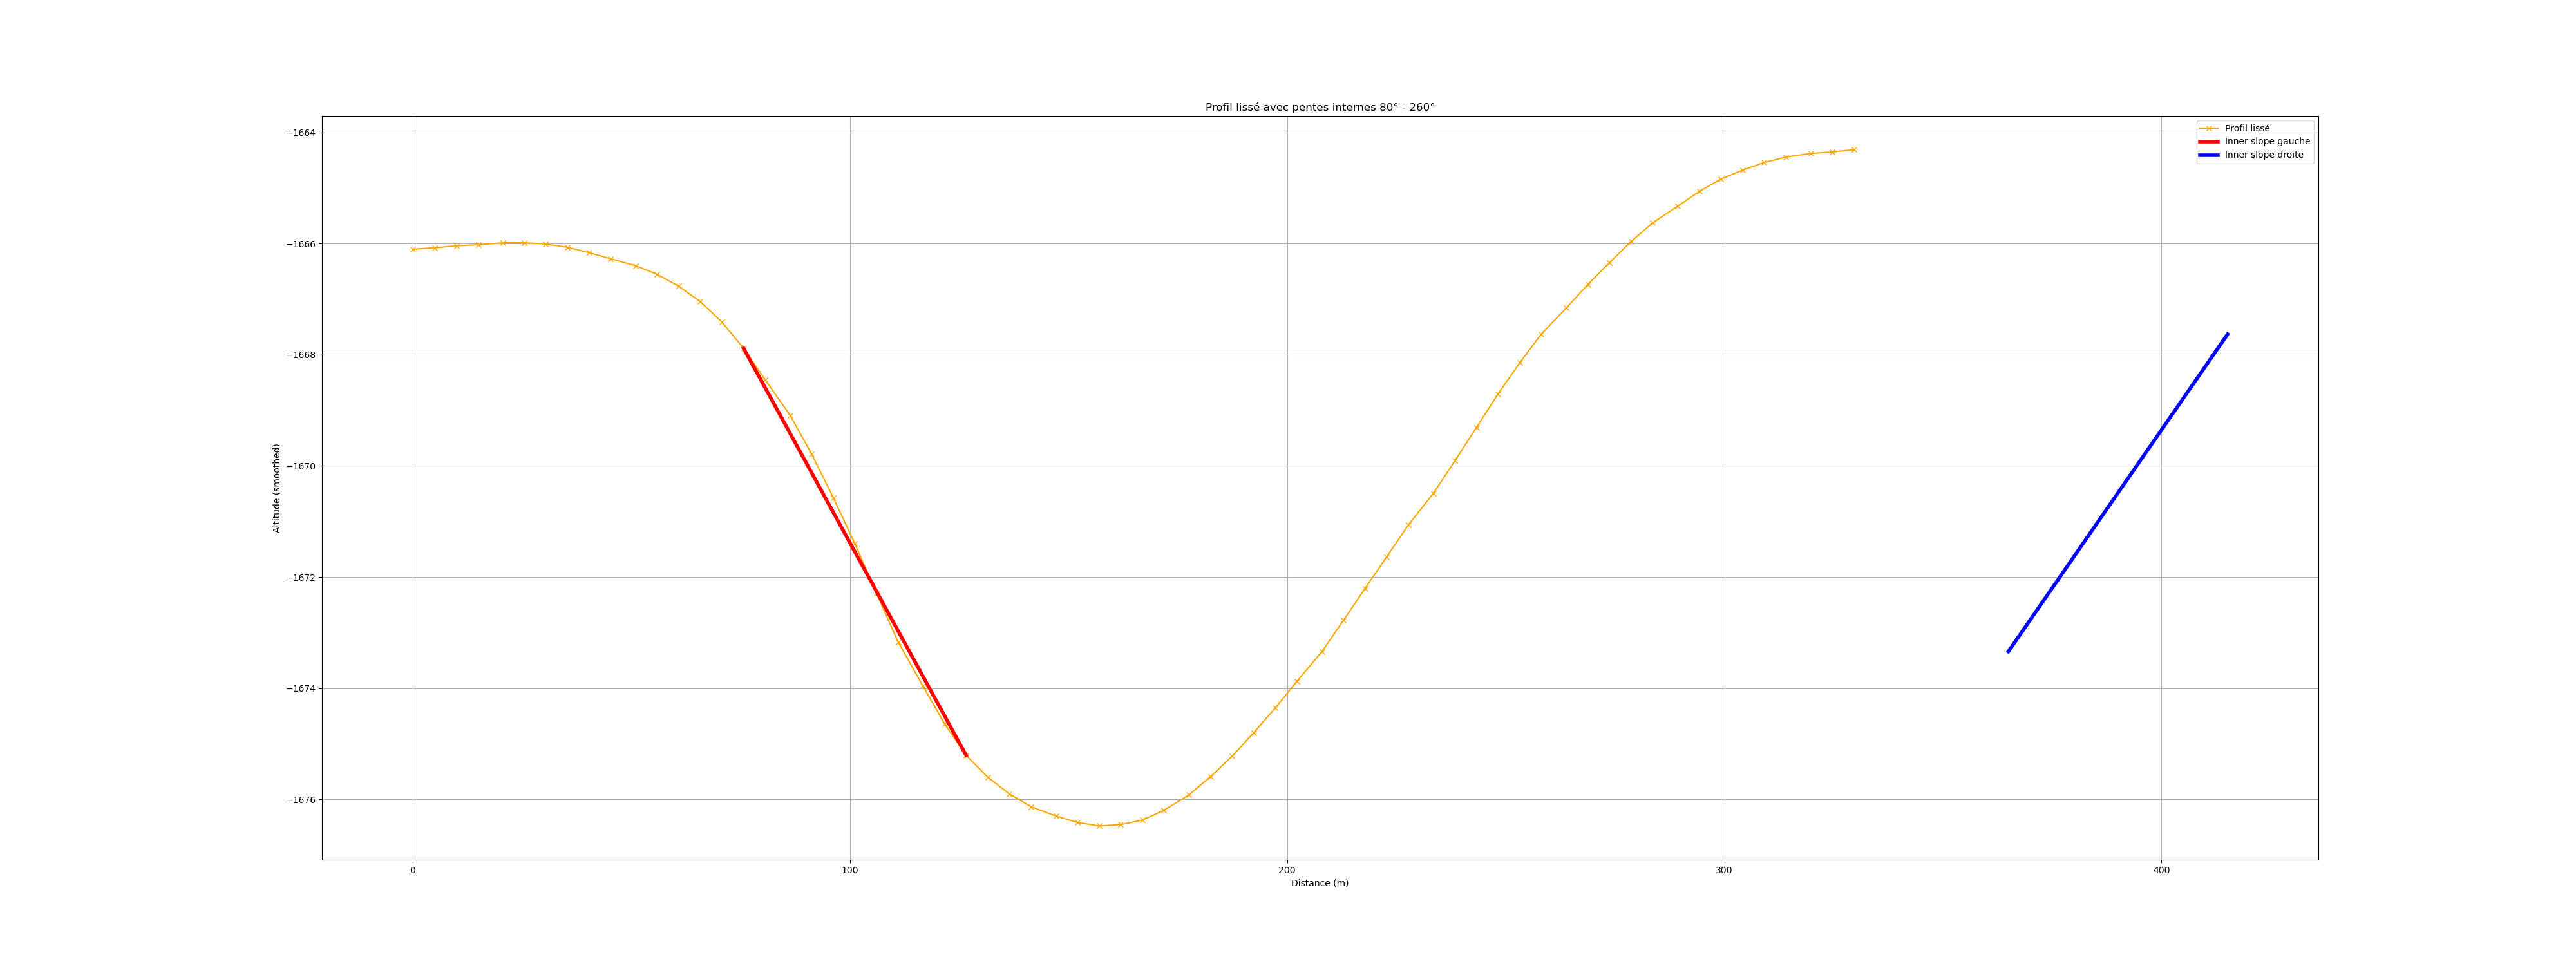 Profil lissé avec pentes internes 80° - 260°
Profil lissé
Inner slope gauche
Inner slope droite
Altitude (smoothed)
−1664
−1666
−1668
−1670
−1672
−1674
−1676
0 100 200 300 400
Distance (m)